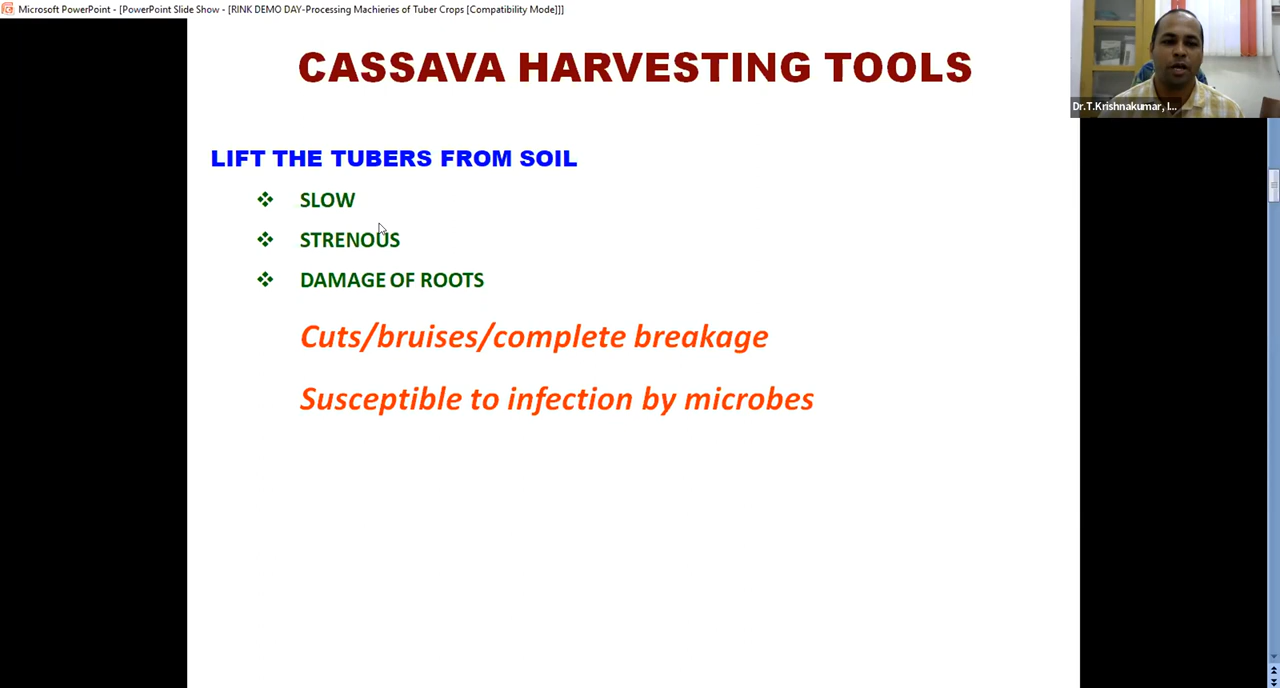 Microsoft PowerPoint - [PowerPoint Slide Show - [RINK DEMO DAY-Processing Machieries of Tuber Crops [Compatibility Mode]]]
CASSAVA HARVESTING TOOLS
Dr.T.Krishnakumar, I...
LIFT THE TUBERS FROM SOIL
❖ SLOW
❖ STRENOUS
❖ DAMAGE OF ROOTS
Cuts/bruises/complete breakage
Susceptible to infection by microbes